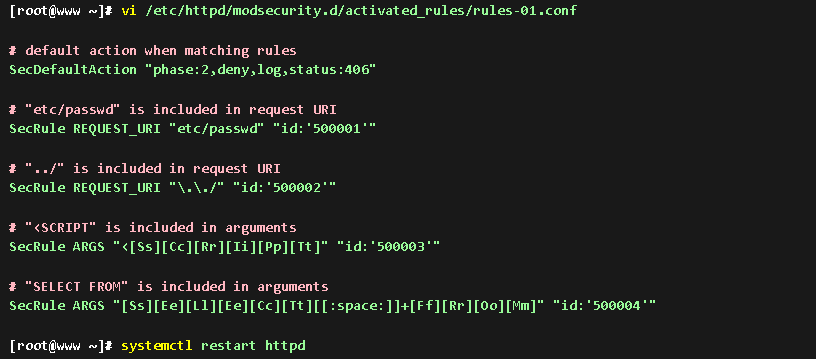 [root@www ~]# vi /etc/httpd/modsecurity.d/activated_rules/rules-01.conf
# default action when matching rules
SecDefaultAction "phase:2,deny,log,status:406"
# "etc/passwd" is included in request URI
SecRule REQUEST_URI "etc/passwd" "id:'500001'"
# "../" is included in request URI
SecRule REQUEST_URI "\.\./" "id:'500002'"
# "<SCRIPT" is included in arguments
SecRule ARGS "<[Ss][Cc][Rr][Ii][Pp][Tt]" "id:'500003'"
# "SELECT FROM" is included in arguments
SecRule ARGS "[Ss][Ee][Ll][Ee][Cc][Tt][[:space:]]+[Ff][Rr][Oo][Mm]" "id:'500004'"
[root@www ~]# systemctl restart httpd